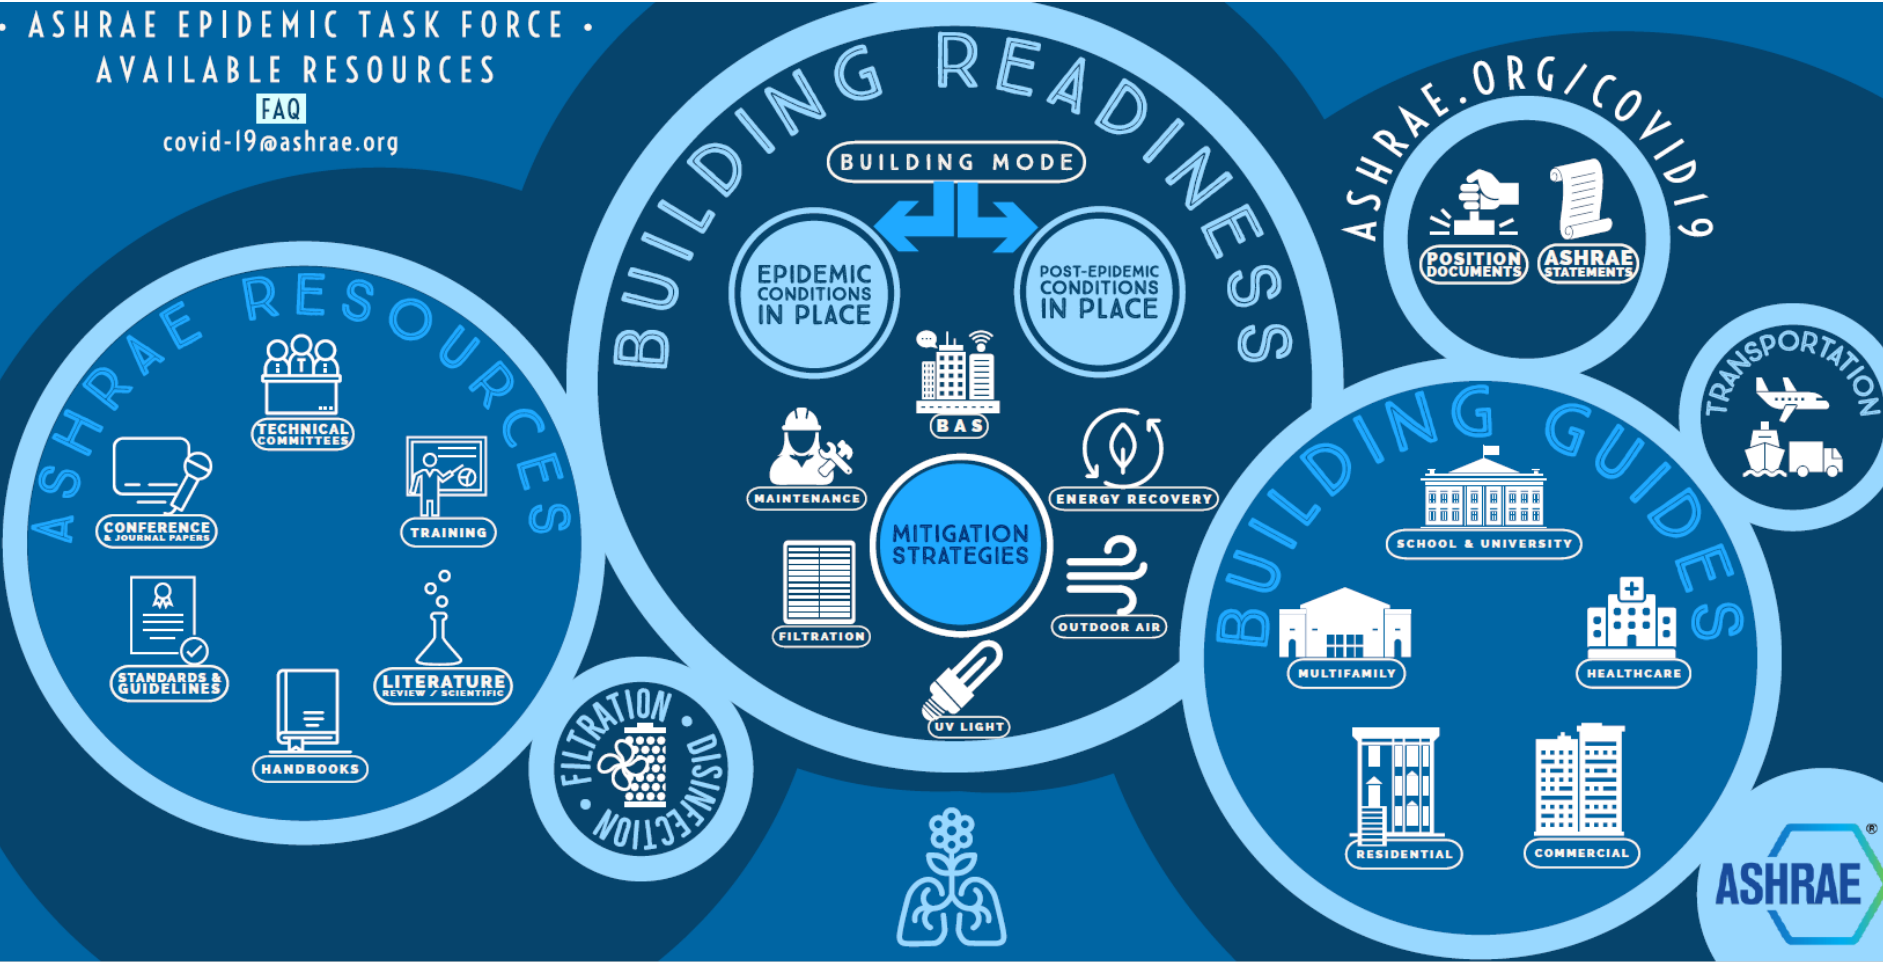 • ASHRAE EPIDEMIC TASK FORCE •
AVAILABLE RESOURCES
FAQ
covid-19@ashrae.org
ASHRAE RESOURCES
TECHNICAL
COMMITTEES
CONFERENCE
& JOURNAL PAPERS
TRAINING
STANDARDS &
GUIDELINES
LITERATURE
REVIEW / SCIENTIFIC
HANDBOOKS
FILTRATION • DISINFECTION •
BUILDING READINESS
BUILDING MODE
EPIDEMIC
CONDITIONS
IN PLACE
POST-EPIDEMIC
CONDITIONS
IN PLACE
BAS
MAINTENANCE
ENERGY RECOVERY
MITIGATION
STRATEGIES
FILTRATION
OUTDOOR AIR
UV LIGHT
ASHRAE.ORG/COVID19
POSITION
DOCUMENTS
ASHRAE
STATEMENTS
TRANSPORTATION
BUILDING GUIDES
SCHOOL & UNIVERSITY
MULTIFAMILY
HEALTHCARE
RESIDENTIAL
COMMERCIAL
ASHRAE®